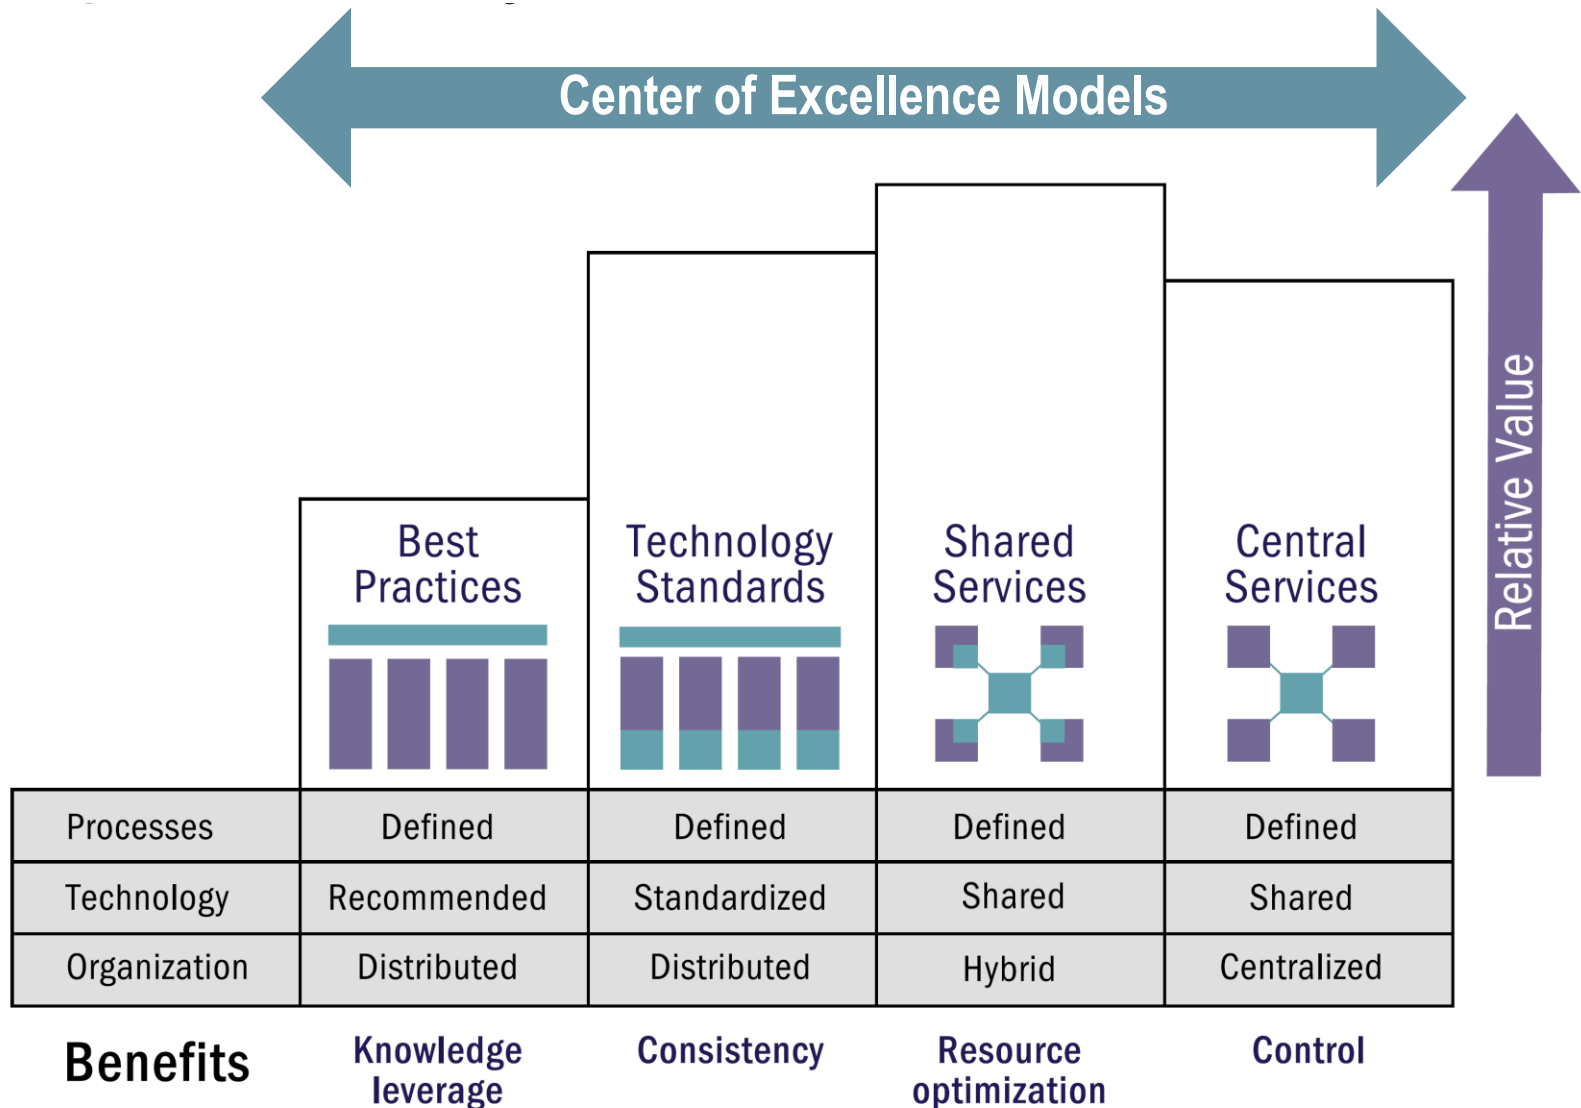 Center of Excellence Models
Relative Value
Best
Practices
Technology
Standards
Shared
Services
Central
Services
Processes Defined Defined Defined Defined
Technology Recommended Standardized Shared Shared
Organization Distributed Distributed Hybrid Centralized
Benefits
Knowledge
leverage
Consistency
Resource
optimization
Control